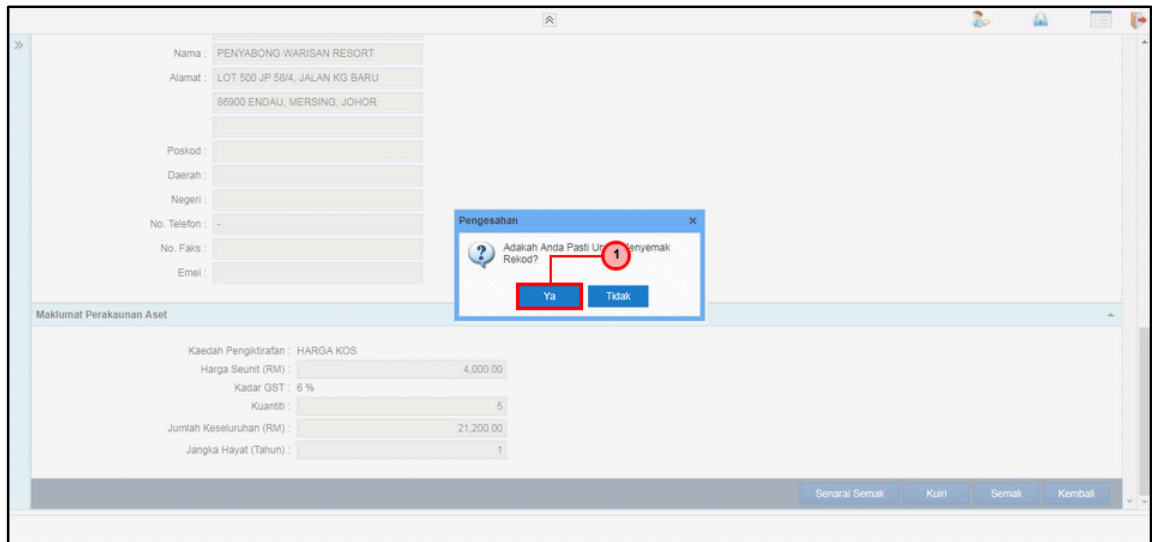 Nama : PENYABONG WARISAN RESORT
Alamat : LOT 500 JP 58/4, JALAN KG BARU
86900 ENDAU, MERSING, JOHOR
Poskod :
Daerah :
Negeri :
No. Telefon : -
No. Faks :
Emel :
Pengesahan
Adakah Anda Pasti Menyemak
Rekod?
1
Ya Tidak
Maklumat Perakaunan Aset
Kaedah Pengiktirafan : HARGA KOS
Harga Seunit (RM) : 4,000.00
Kadar GST : 6 %
Kuantiti : 5
Jumlah Keseluruhan (RM) : 21,200.00
Jangka Hayat (Tahun) : 1
Senarai Semak Kuiri Semak Kembali